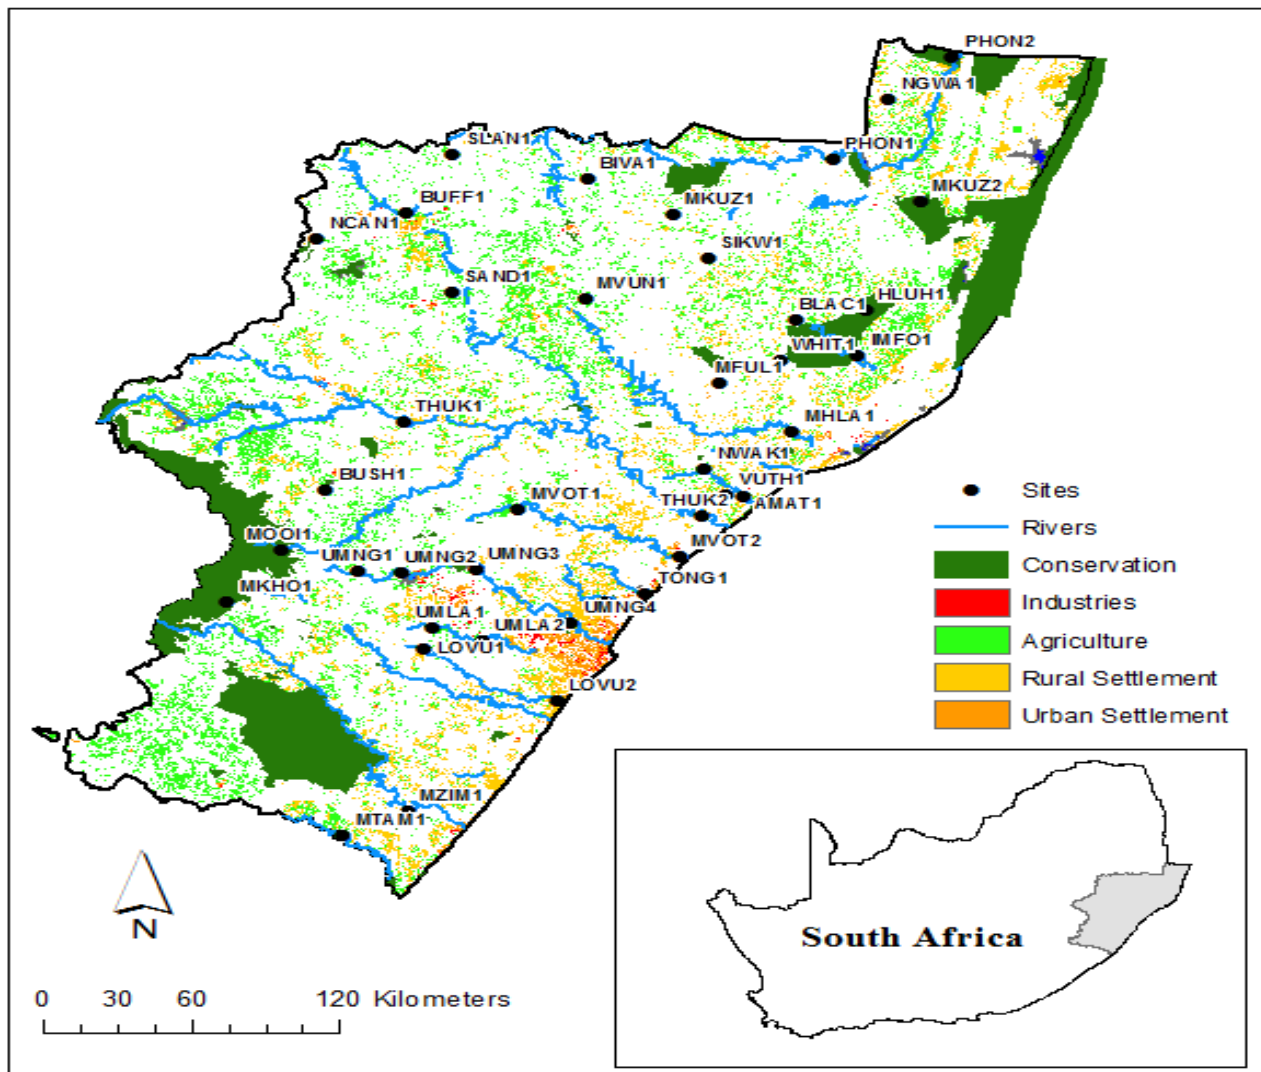 PHON2
NGWA1
SLAN1
PHON1
BIVA1
MKUZ2
BUFF1
MKUZ1
NCAN1
SIKW1
SAND1
MVUN1
HLUH1
BLAC1
IMFO1
WHIT1
MFUL1
THUK1
MHLA1
NWAK1
BUSH1
VUTH1
MVOT1
THUK2
AMAT1
MOOI1
MVOT2
UMNG1
UMNG2
UMNG3
TONG1
MKHO1
UMNG4
UMLA1
UMLA2
LOVU1
LOVU2
MZIM1
MTAM1
Sites
Rivers
Conservation
Industries
Agriculture
Rural Settlement
Urban Settlement
N
0 30 60 120 Kilometers
South Africa